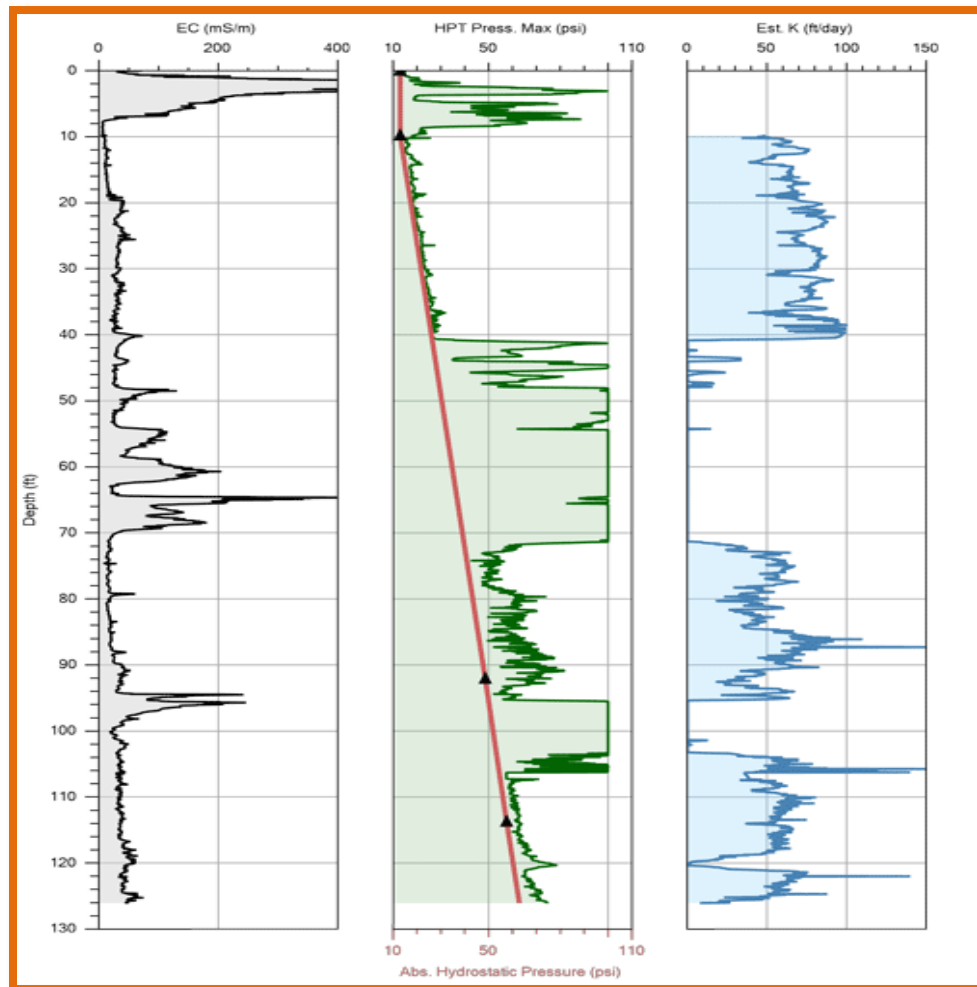 EC (mS/m)
HPT Press. Max (psi)
Est. K (ft/day)
0 200 400
10 50 110
0 50 100 150
0
10
20
30
40
50
60
70
80
90
100
110
120
130
Depth (ft)
10 50 110
Abs. Hydrostatic Pressure (psi)